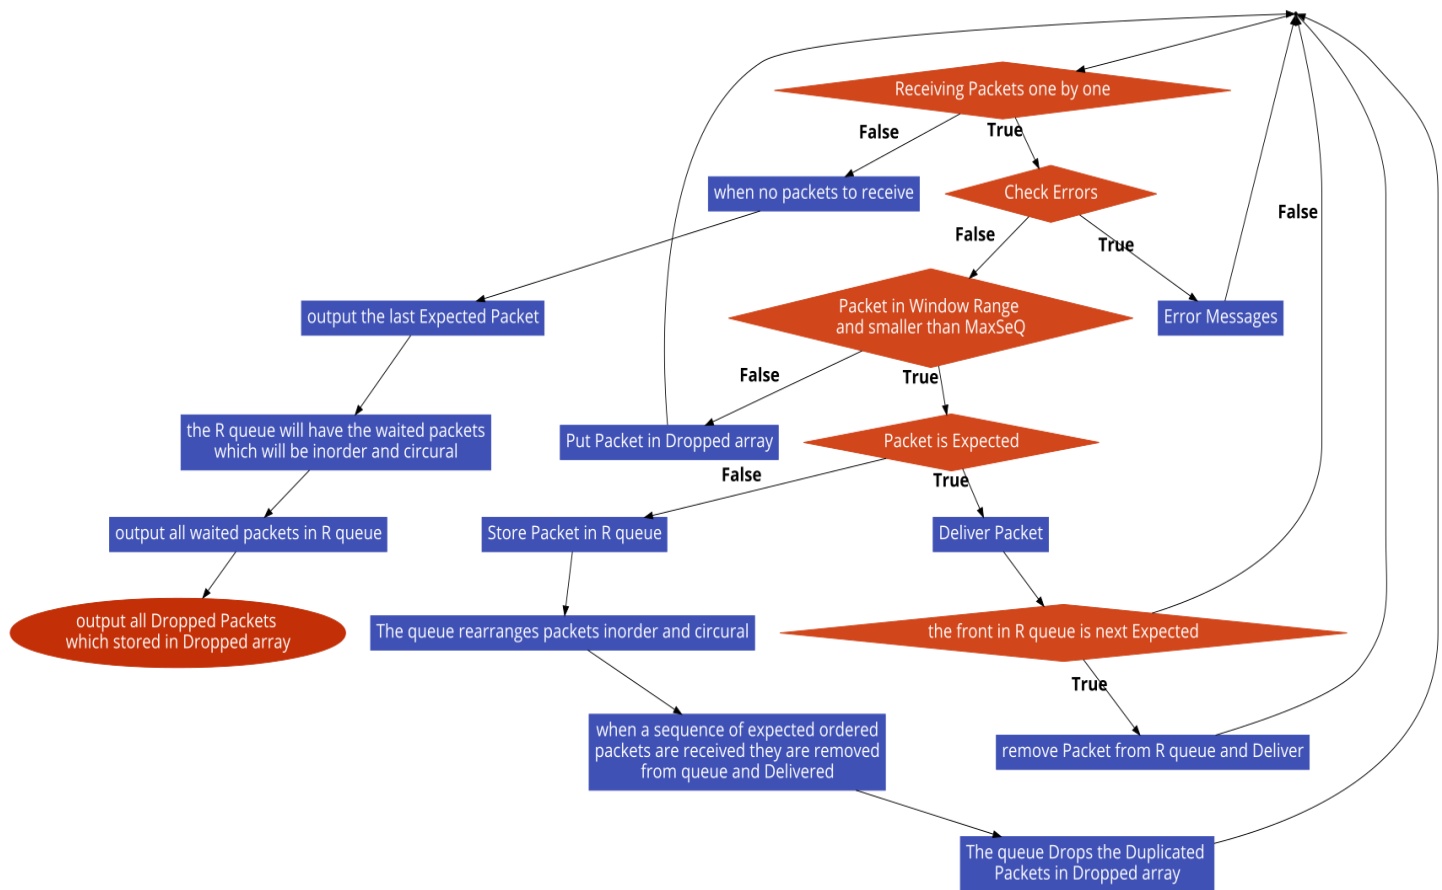 Receiving Packets one by one
False
True
when no packets to receive
Check Errors
False
False
True
output the last Expected Packet
Packet in Window Range
and smaller than MaxSeQ
Error Messages
False
True
the R queue will have the waited packets
which will be inorder and circural
Put Packet in Dropped array
Packet is Expected
False
True
output all waited packets in R queue
Store Packet in R queue
Deliver Packet
output all Dropped Packets
which stored in Dropped array
The queue rearranges packets inorder and circural
the front in R queue is next Expected
True
when a sequence of expected ordered
packets are received they are removed
from queue and Delivered
remove Packet from R queue and Deliver
The queue Drops the Duplicated
Packets in Dropped array